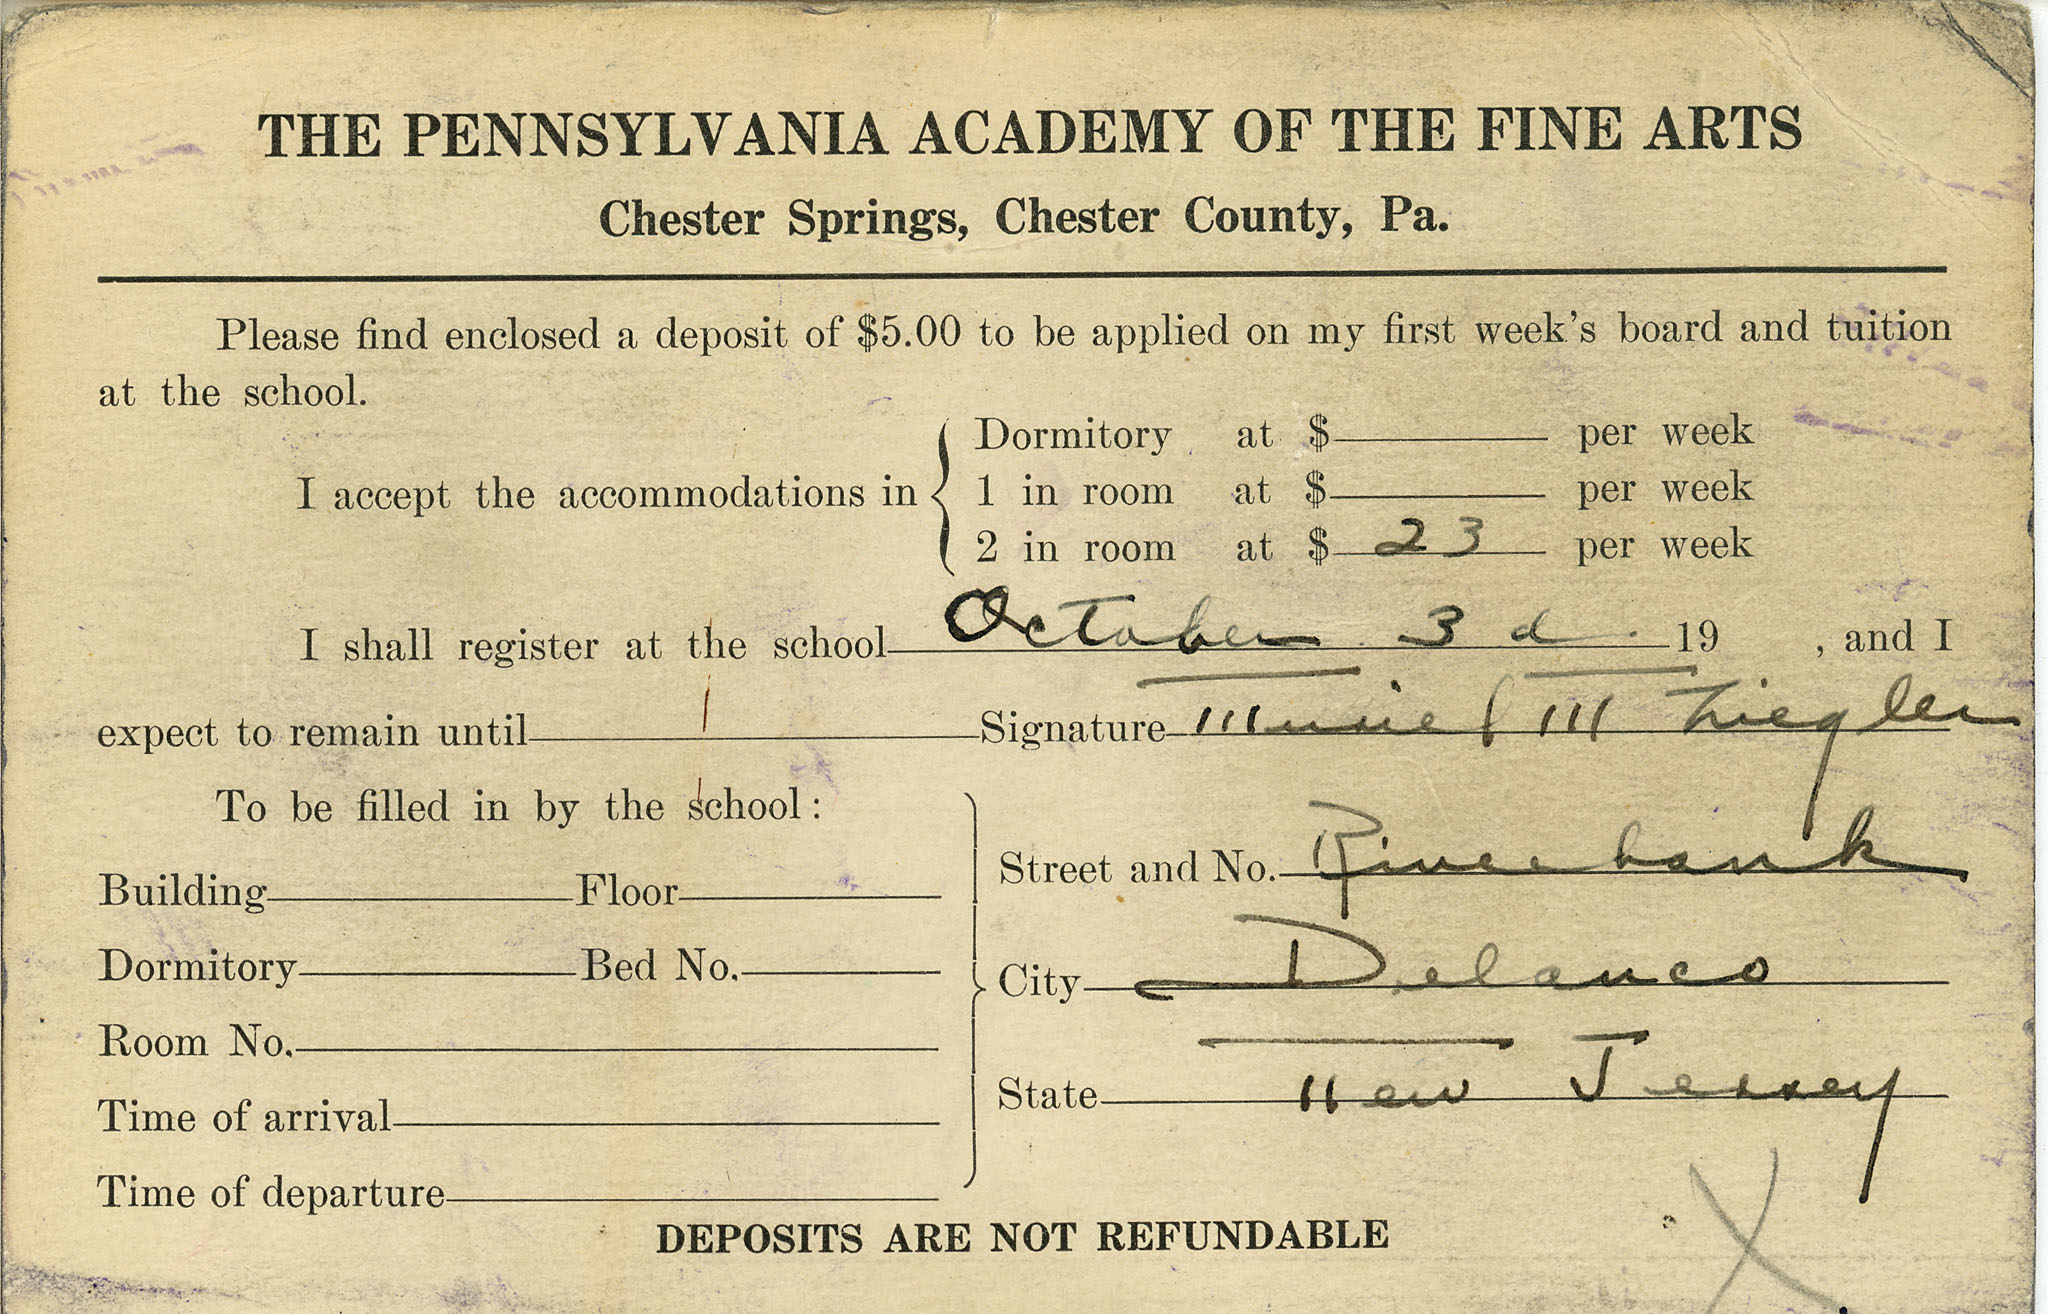 THE PENNSYLVANIA ACADEMY OF THE FINE ARTS
Chester Springs, Chester County, Pa.
Please find enclosed a deposit of $5.00 to be applied on my first week's board and tuition
at the school.
Dormitory at $ per week
I accept the accommodations in { 1 in room at $ per week
2 in room at $ 23 per week
I shall register at the school October 3d. 19 , and I
expect to remain until Signature Muriel M Ziegler
To be filled in by the school:
Street and No. Riverbank
Building Floor
City Delanco
Dormitory Bed No.
Room No.
State New Jersey
Time of arrival
Time of departure
DEPOSITS ARE NOT REFUNDABLE
X